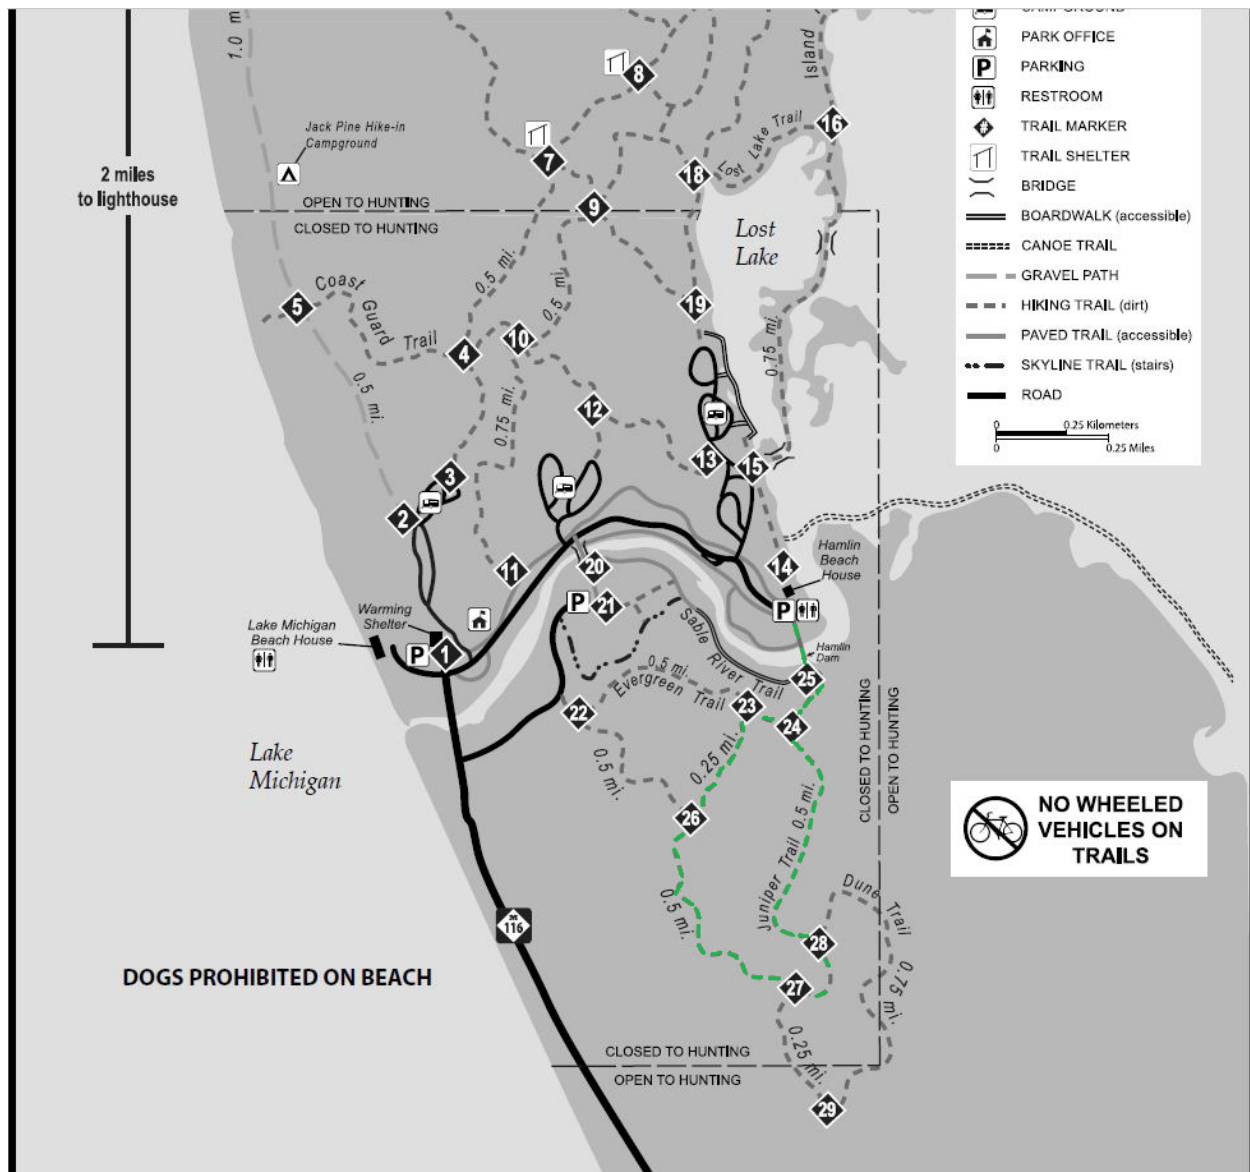 CAMPGROUND
PARK OFFICE
P
PARKING
RESTROOM
#
TRAIL MARKER
TRAIL SHELTER
BRIDGE
BOARDWALK (accessible)
CANOE TRAIL
GRAVEL PATH
HIKING TRAIL (dirt)
PAVED TRAIL (accessible)
SKYLINE TRAIL (stairs)
ROAD
0 0.25 Kilometers
0 0.25 Miles
1.0 m
Island
8
16
Lost Lake Trail
Jack Pine Hike-in
Campground
7
18
2 miles
to lighthouse
OPEN TO HUNTING
CLOSED TO HUNTING
9
Lost
Lake
5
Coast Guard Trail
0.5 mi.
0.5 mi.
19
10
4
0.75 mi.
0.5 mi.
0.75 mi.
12
13
15
3
2
11
20
14
Hamlin
Beach
House
P
21
P
Warming
Shelter
Lake Michigan
Beach House
P
1
Sable River Trail
Hamlin
Dam
0.5 mi.
Evergreen Trail
25
22
23
24
CLOSED TO HUNTING
OPEN TO HUNTING
Lake
Michigan
0.5 mi.
0.25 mi.
26
Juniper Trail 0.5 mi.
NO WHEELED
VEHICLES ON
TRAILS
0.5 mi.
Dune Trail
M
116
28
0.75 mi.
DOGS PROHIBITED ON BEACH
27
0.25 mi.
CLOSED TO HUNTING
OPEN TO HUNTING
29